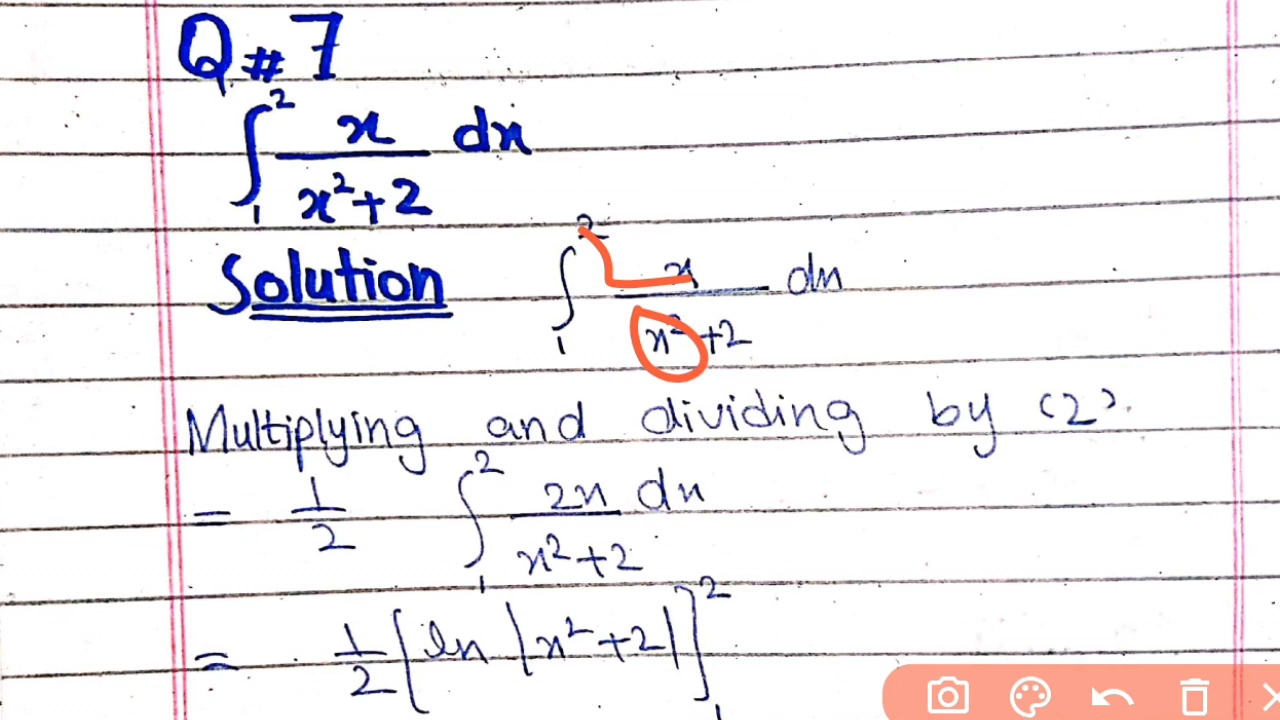 Q#7
∫₁² x/(x²+2) dx
Solution ∫₁² x/(x²+2) dx
Multiplying and dividing by (2).
= 1/2 ∫₁² 2x dx/(x²+2)
= 1/2 [ln |x²+2|]₁²